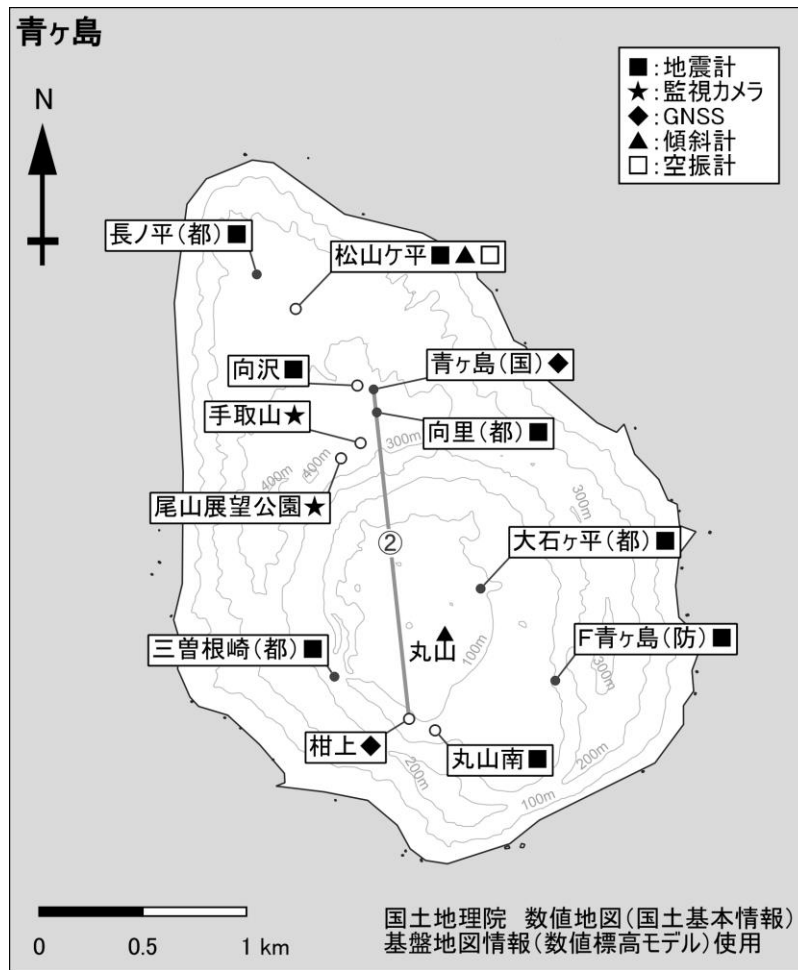 青ヶ島
■：地震計
★：監視カメラ
◆：GNSS
▲：傾斜計
□：空振計
N
長ノ平（都）■
松山ケ平■▲□
向沢■
青ヶ島（国）◆
手取山★
向里（都）■
300m
400m
400m
尾山展望公園★
300m
②
大石ヶ平（都）■
三曽根崎（都）■
丸山
100m
F青ヶ島（防）■
300m
柑上◆
丸山南■
200m
200m
100m
0 0.5 1 km
国土地理院 数値地図（国土基本情報）
基盤地図情報（数値標高モデル）使用